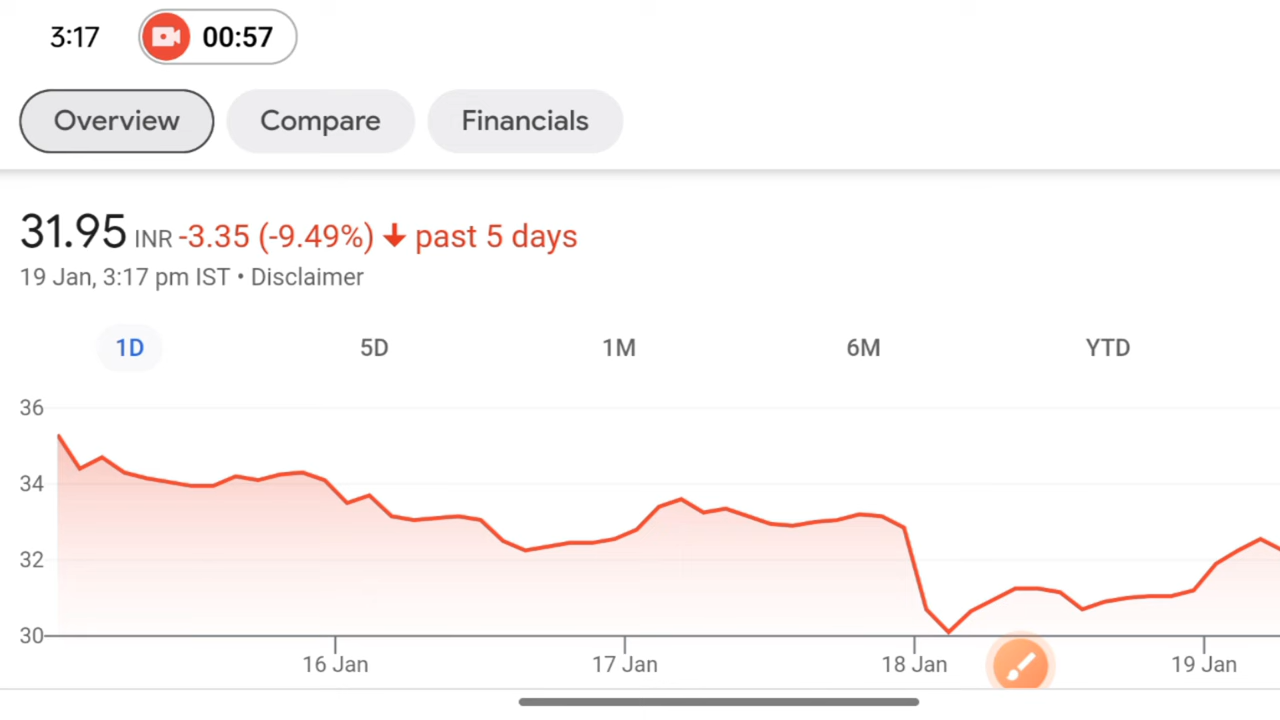 3:17 00:57
Overview Compare Financials
31.95 INR -3.35 (-9.49%) ↓ past 5 days
19 Jan, 3:17 pm IST • Disclaimer
1D 5D 1M 6M YTD
36
34
32
30
16 Jan 17 Jan 18 Jan 19 Jan